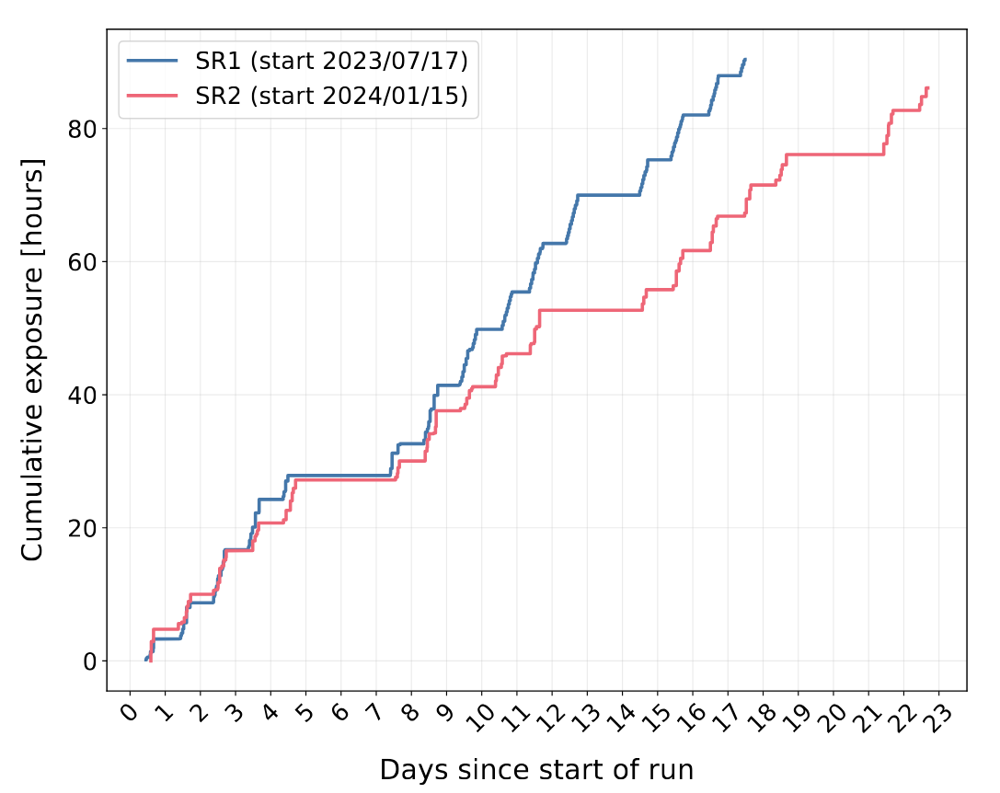 SR1 (start 2023/07/17)
SR2 (start 2024/01/15)
Cumulative exposure [hours]
80
60
40
20
0
0 1 2 3 4 5 6 7 8 9 10 11 12 13 14 15 16 17 18 19 20 21 22 23
Days since start of run